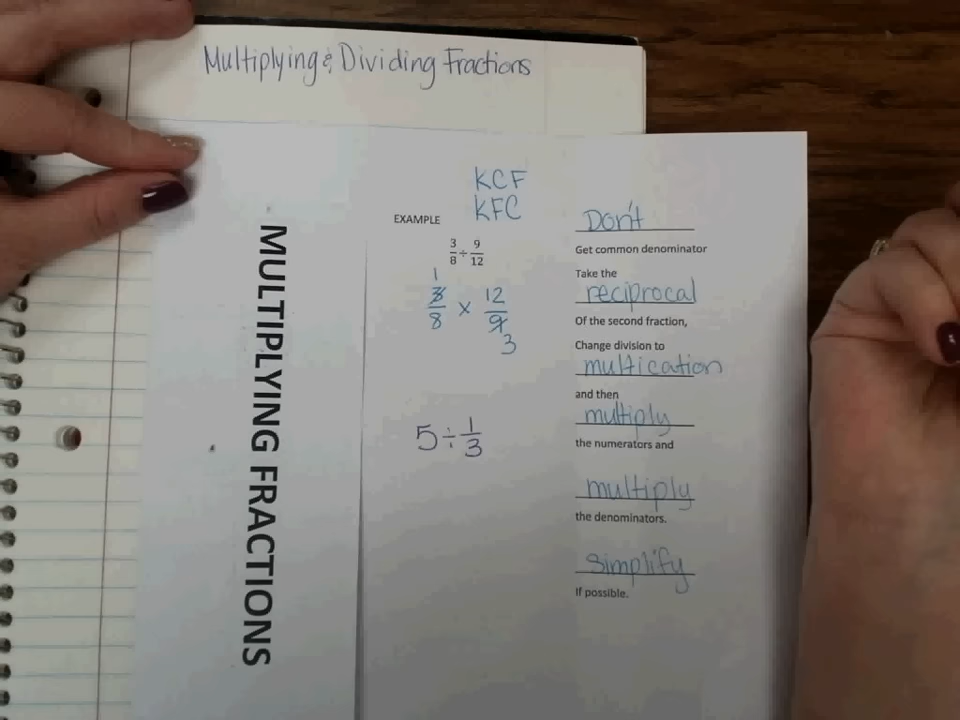 Multiplying & Dividing Fractions
MULTIPLYING FRACTIONS
KCF
KFC
EXAMPLE
3/8 ÷ 9/12
1
3/8 × 12/9
3
5 ÷ 1/3
Don't
Get common denominator
Take the
reciprocal
Of the second fraction,
Change division to
multication
and then
multiply
the numerators and
multiply
the denominators.
simplify
If possible.